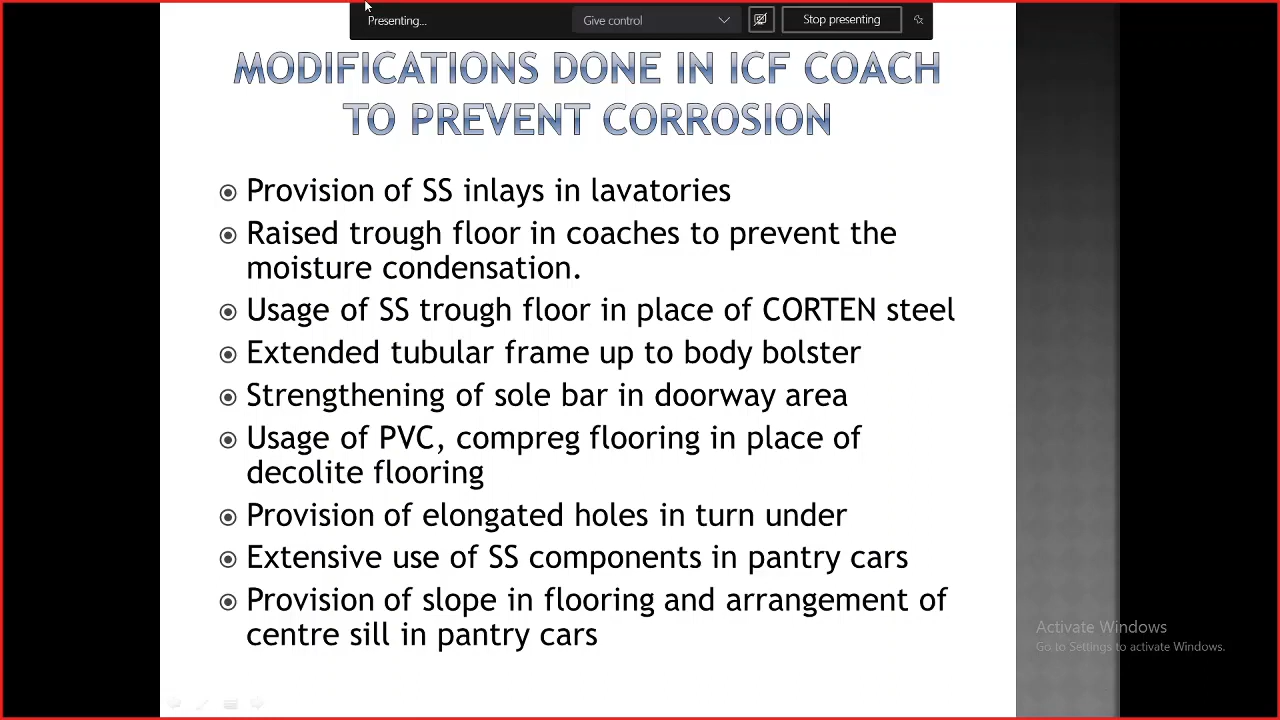 Presenting...
Give control
Stop presenting
MODIFICATIONS DONE IN ICF COACH
TO PREVENT CORROSION
Provision of SS inlays in lavatories
Raised trough floor in coaches to prevent the
moisture condensation.
Usage of SS trough floor in place of CORTEN steel
Extended tubular frame up to body bolster
Strengthening of sole bar in doorway area
Usage of PVC, compreg flooring in place of
decolite flooring
Provision of elongated holes in turn under
Extensive use of SS components in pantry cars
Provision of slope in flooring and arrangement of
centre sill in pantry cars
Activate Windows
Go to Settings to activate Windows.